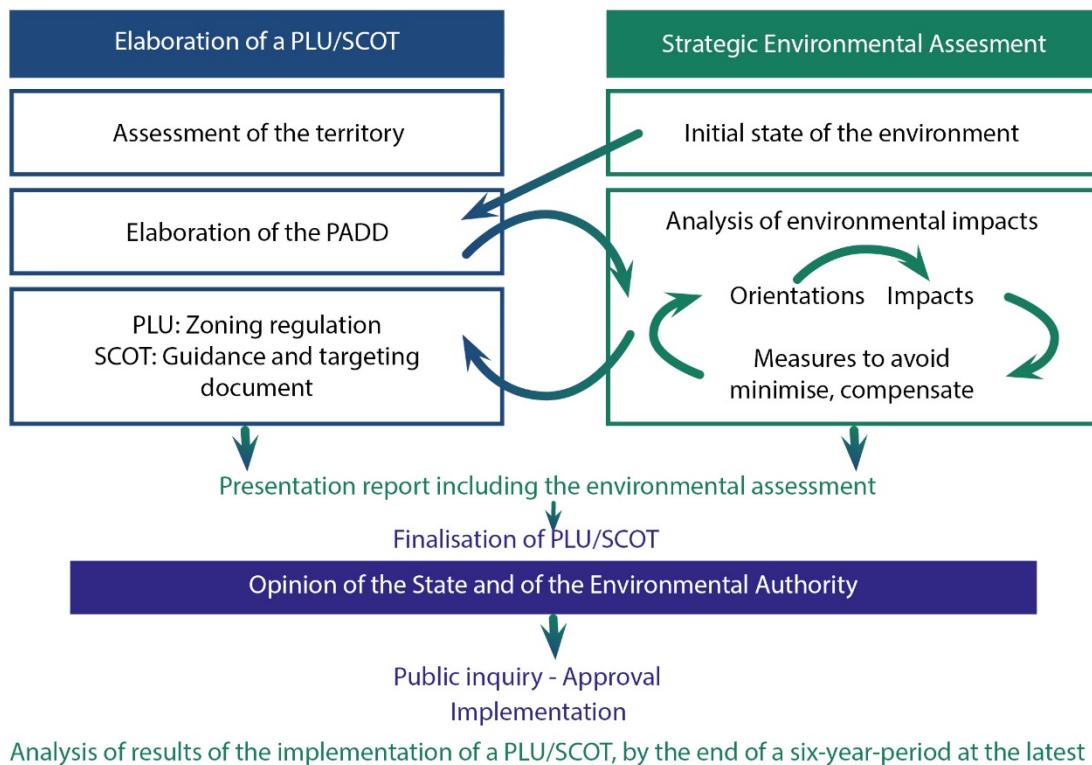 Elaboration of a PLU/SCOT
Strategic Environmental Assesment
Assessment of the territory
Initial state of the environment
Elaboration of the PADD
Analysis of environmental impacts
Orientations
Impacts
Measures to avoid
minimise, compensate
PLU: Zoning regulation
SCOT: Guidance and targeting
document
Presentation report including the environmental assessment
Finalisation of PLU/SCOT
Opinion of the State and of the Environmental Authority
Public inquiry - Approval
Implementation
Analysis of results of the implementation of a PLU/SCOT, by the end of a six-year-period at the latest